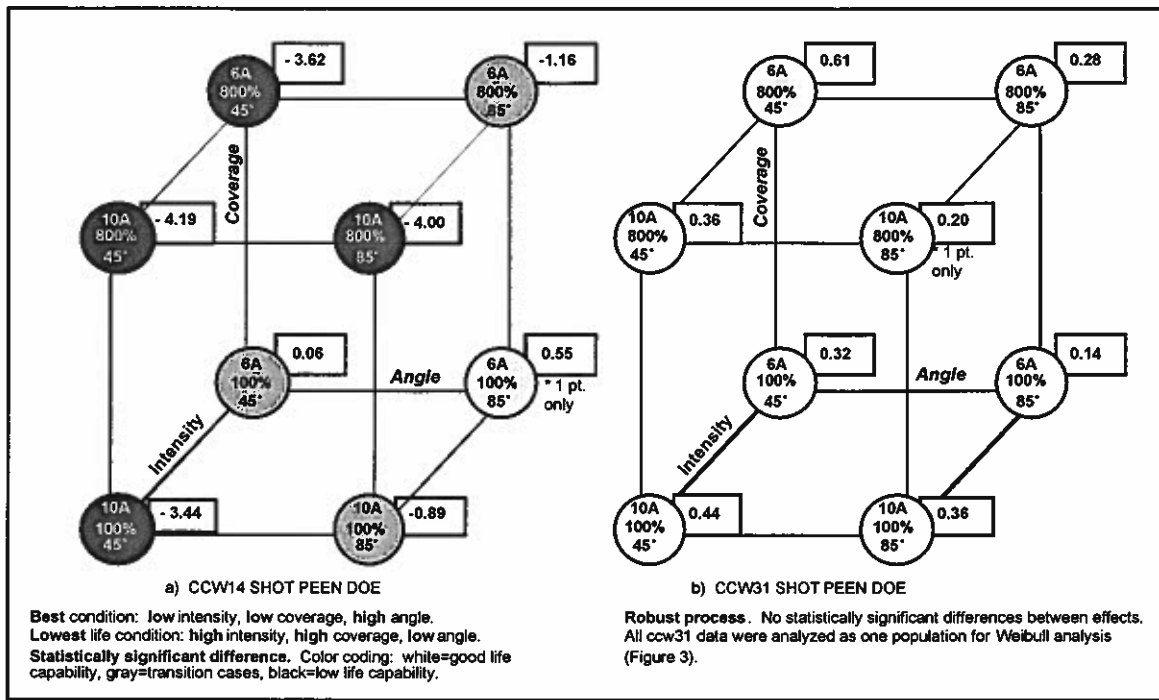 - 3.62
6A
800%
45°
-1.16
6A
800%
85°
Coverage
- 4.19
10A
800%
45°
- 4.00
10A
800%
85°
0.06
6A
100%
45°
Angle
0.55
6A
100%
85°
* 1 pt.
only
Intensity
- 3.44
10A
100%
45°
-0.89
10A
100%
85°
a) CCW14 SHOT PEEN DOE
Best condition: low intensity, low coverage, high angle.
Lowest life condition: high intensity, high coverage, low angle.
Statistically significant difference. Color coding: white=good life
capability, gray=transition cases, black=low life capability.
0.61
6A
800%
45°
0.28
6A
800%
85°
Coverage
0.36
10A
800%
45°
0.20
10A
800%
85°
* 1 pt.
only
0.32
6A
100%
45°
Angle
0.14
6A
100%
85°
Intensity
0.44
10A
100%
45°
0.36
10A
100%
85°
b) CCW31 SHOT PEEN DOE
Robust process. No statistically significant differences between effects.
All ccw31 data were analyzed as one population for Weibull analysis
(Figure 3).